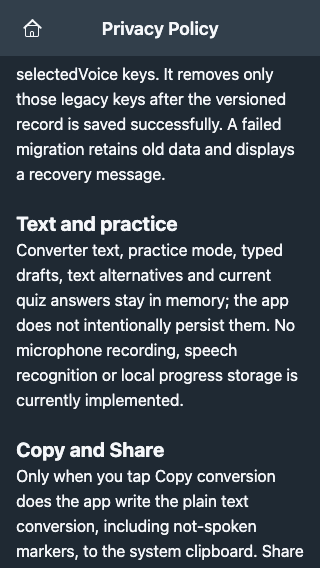 Privacy Policy
selectedVoice keys. It removes only
those legacy keys after the versioned
record is saved successfully. A failed
migration retains old data and displays
a recovery message.
Text and practice
Converter text, practice mode, typed
drafts, text alternatives and current
quiz answers stay in memory; the app
does not intentionally persist them. No
microphone recording, speech
recognition or local progress storage is
currently implemented.
Copy and Share
Only when you tap Copy conversion
does the app write the plain text
conversion, including not-spoken
markers, to the system clipboard. Share